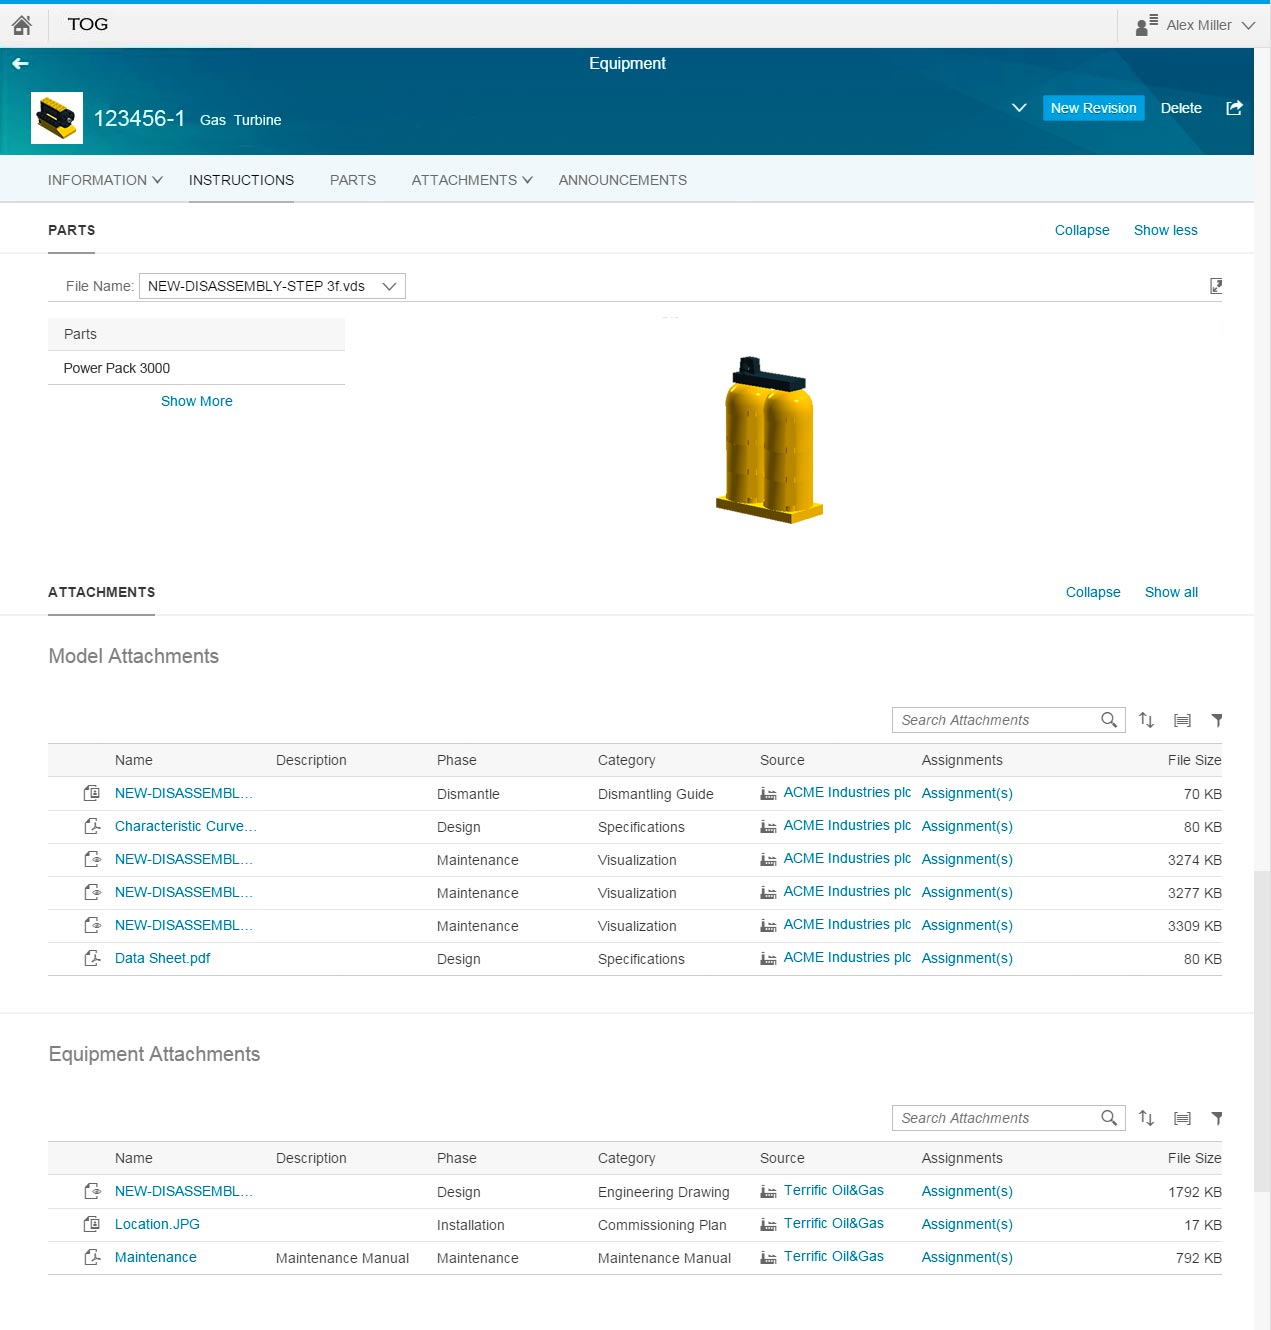 TOG
Alex Miller
Equipment
123456-1 Gas Turbine
New Revision Delete
INFORMATION INSTRUCTIONS PARTS ATTACHMENTS ANNOUNCEMENTS
PARTS
Collapse Show less
File Name: NEW-DISASSEMBLY-STEP 3f.vds
Parts
Power Pack 3000
Show More
ATTACHMENTS
Collapse Show all
Model Attachments
Search Attachments
Name Description Phase Category Source Assignments File Size
NEW-DISASSEMBL... Dismantle Dismantling Guide ACME Industries plc Assignment(s) 70 KB
Characteristic Curve... Design Specifications ACME Industries plc Assignment(s) 80 KB
NEW-DISASSEMBL... Maintenance Visualization ACME Industries plc Assignment(s) 3274 KB
NEW-DISASSEMBL... Maintenance Visualization ACME Industries plc Assignment(s) 3277 KB
NEW-DISASSEMBL... Maintenance Visualization ACME Industries plc Assignment(s) 3309 KB
Data Sheet.pdf Design Specifications ACME Industries plc Assignment(s) 80 KB
Equipment Attachments
Search Attachments
Name Description Phase Category Source Assignments File Size
NEW-DISASSEMBL... Design Engineering Drawing Terrific Oil&Gas Assignment(s) 1792 KB
Location.JPG Installation Commissioning Plan Terrific Oil&Gas Assignment(s) 17 KB
Maintenance Maintenance Manual Maintenance Maintenance Manual Terrific Oil&Gas Assignment(s) 792 KB